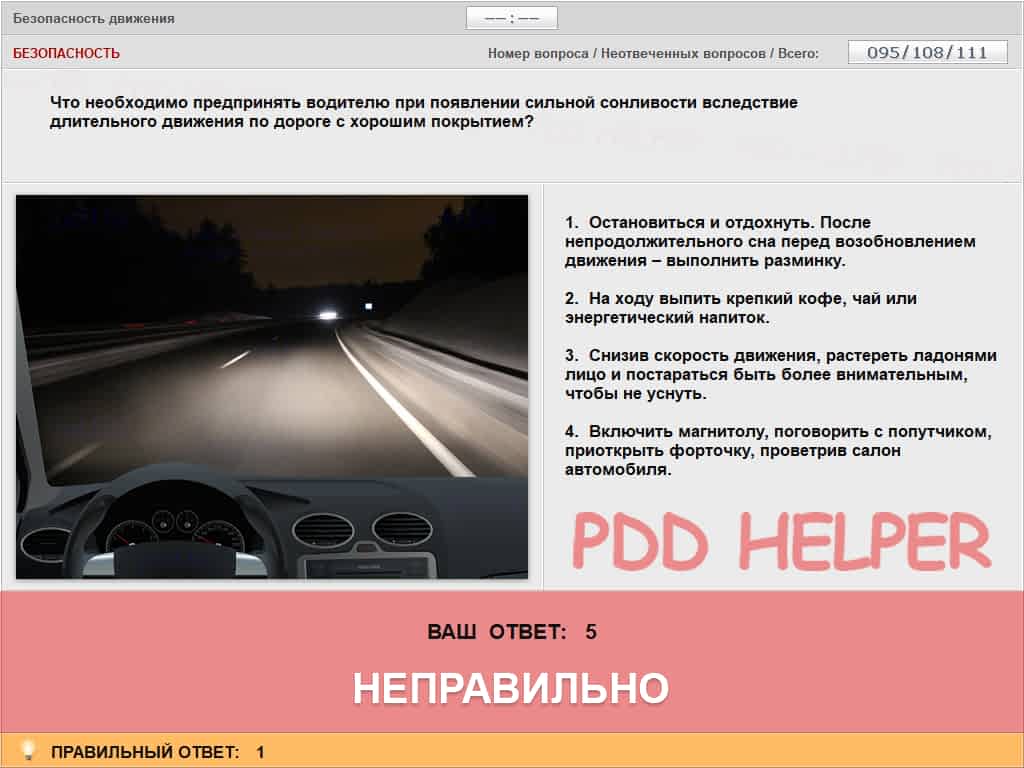 Безопасность движения
––:––
БЕЗОПАСНОСТЬ
Номер вопроса / Неотвеченных вопросов / Всего:
095/108/111
Что необходимо предпринять водителю при появлении сильной сонливости вследствие
длительного движения по дороге с хорошим покрытием?
1. Остановиться и отдохнуть. После
непродолжительного сна перед возобновлением
движения – выполнить разминку.
2. На ходу выпить крепкий кофе, чай или
энергетический напиток.
3. Снизив скорость движения, растереть ладонями
лицо и постараться быть более внимательным,
чтобы не уснуть.
4. Включить магнитолу, поговорить с попутчиком,
приоткрыть форточку, проветрив салон
автомобиля.
PDD HELPER
ВАШ ОТВЕТ: 5
НЕПРАВИЛЬНО
ПРАВИЛЬНЫЙ ОТВЕТ: 1